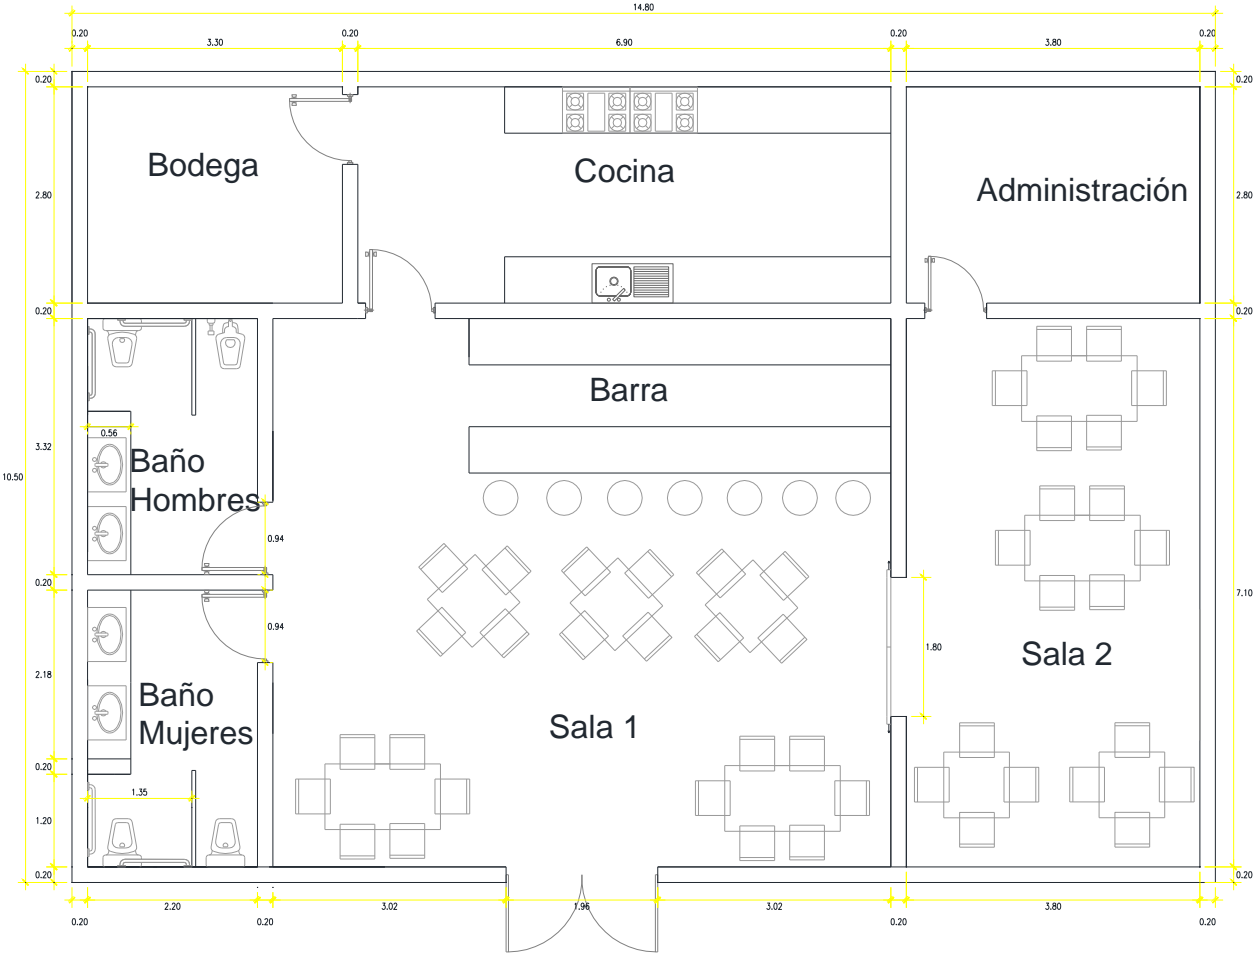 14.80
0.20 3.30 0.20 6.90 0.20 3.80 0.20
0.20 0.20
Bodega
Cocina
Administración
2.80 2.80
0.20 0.20
Barra
0.56
3.32
Baño
Hombres
10.50
0.94
0.20
7.10
0.94
1.80
Sala 2
2.18
Baño
Mujeres
Sala 1
0.20
1.35
1.20
0.20 0.20
2.20 3.02 1.96 3.02 3.80
0.20 0.20 0.20 0.20